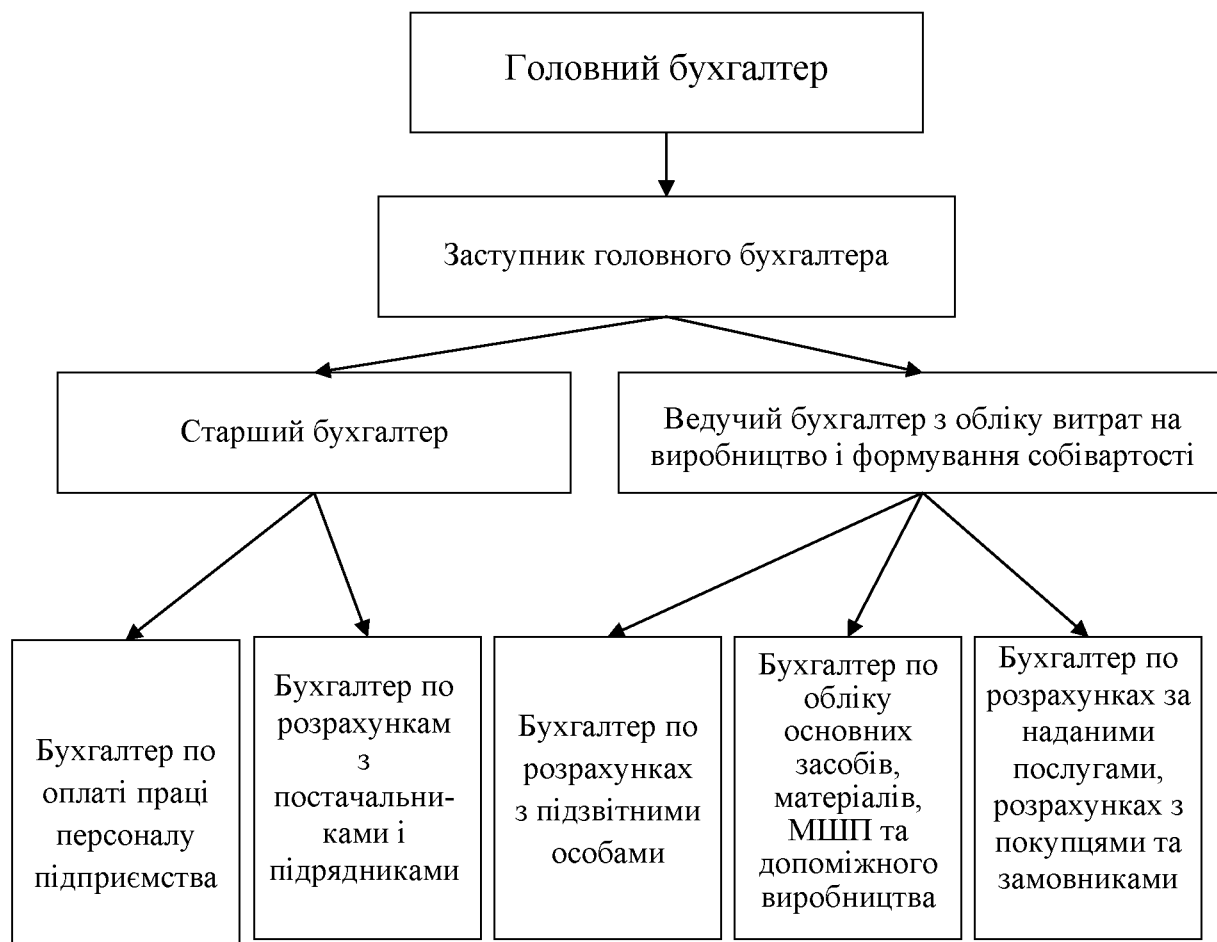 Головний бухгалтер
Заступник головного бухгалтера
Старший бухгалтер
Ведучий бухгалтер з обліку витрат на
виробництво і формування собівартості
Бухгалтер по
оплаті праці
персоналу
підприємства
Бухгалтер по
розрахункам
з
постачальни-
ками і
підрядниками
Бухгалтер по
розрахунках
з підзвітними
особами
Бухгалтер по
обліку
основних
засобів,
матеріалів,
МШП та
допоміжного
виробництва
Бухгалтер по
розрахунках за
наданими
послугами,
розрахунках з
покупцями та
замовниками